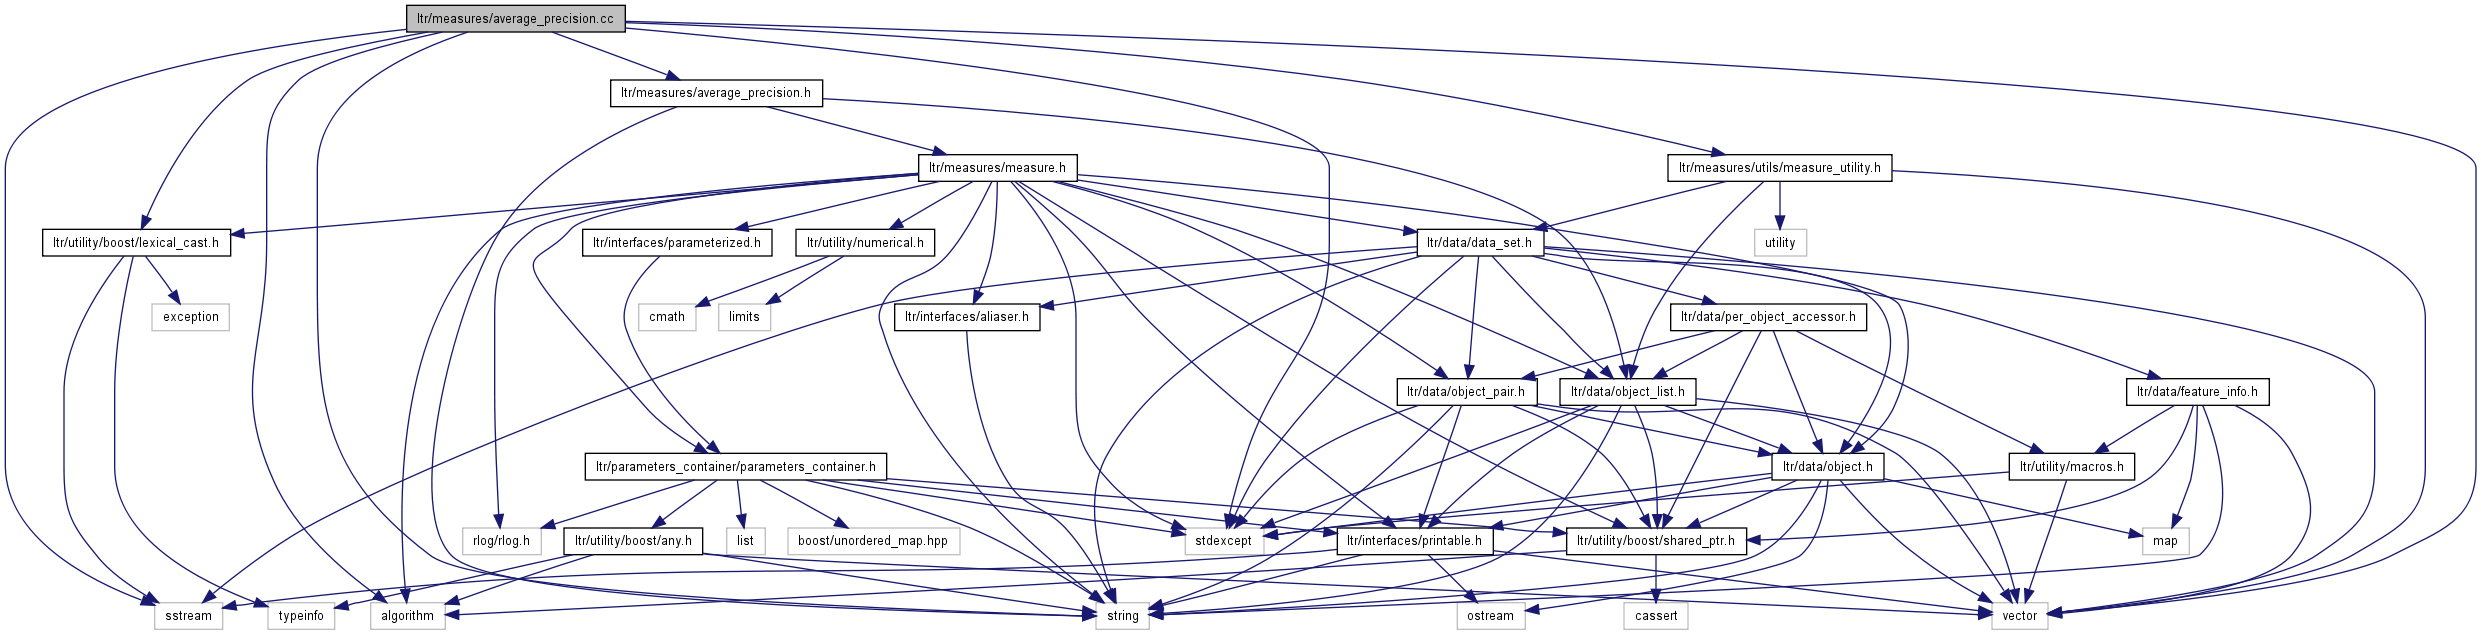 ltr/measures/average_precision.cc
ltr/measures/average_precision.h
ltr/measures/measure.h
ltr/measures/utils/measure_utility.h
ltr/utility/boost/lexical_cast.h
ltr/interfaces/parameterized.h
ltr/utility/numerical.h
ltr/data/data_set.h
utility
exception
cmath
limits
ltr/interfaces/aliaser.h
ltr/data/per_object_accessor.h
ltr/data/object_pair.h
ltr/data/object_list.h
ltr/data/feature_info.h
ltr/parameters_container/parameters_container.h
ltr/data/object.h
ltr/utility/macros.h
rlog/rlog.h
ltr/utility/boost/any.h
list
boost/unordered_map.hpp
stdexcept
ltr/interfaces/printable.h
ltr/utility/boost/shared_ptr.h
map
sstream
typeinfo
algorithm
string
ostream
cassert
vector